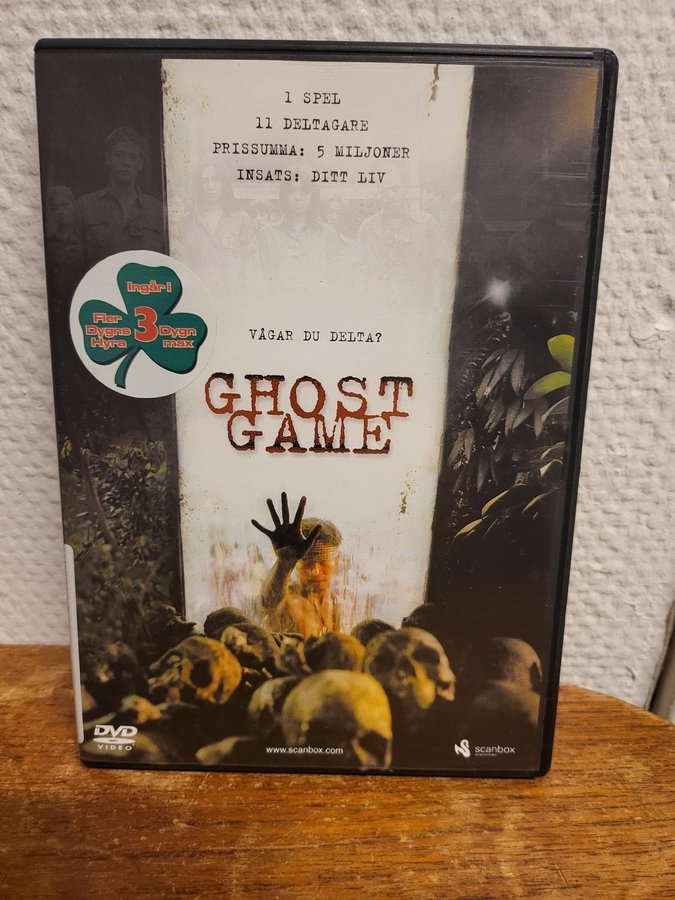 1 SPEL
11 DELTAGARE
PRISSUMMA: 5 MILJONER
INSATS: DITT LIV
Ingår i
Fler
Dygns
Hyra
3
Dygn
max
VÅGAR DU DELTA?
GHOST
GAME
DVD
VIDEO
www.scanbox.com
scanbox